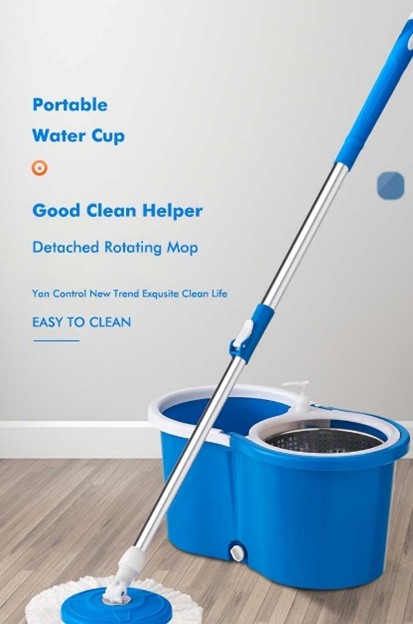 Portable
Water Cup
Good Clean Helper
Detached Rotating Mop
Yan Control New Trend Exqusite Clean Life
EASY TO CLEAN